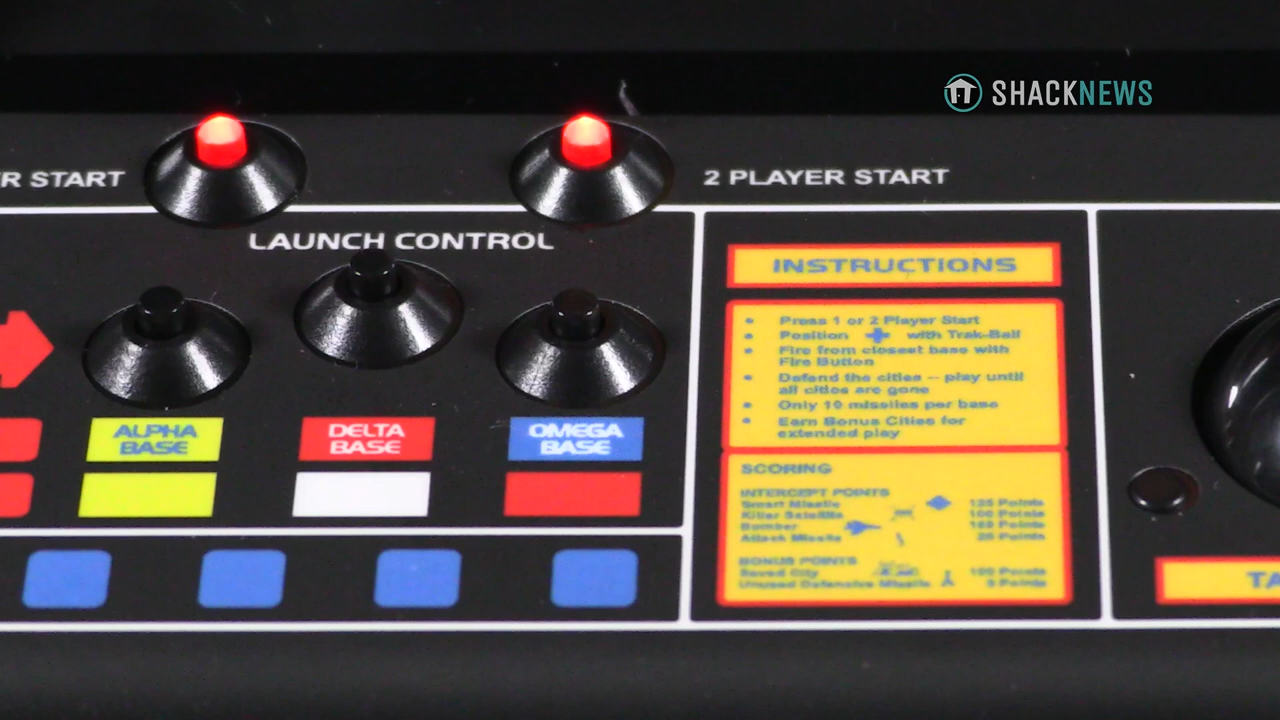 SHACKNEWS
R START
2 PLAYER START
LAUNCH CONTROL
ALPHA
BASE
DELTA
BASE
OMEGA
BASE
INSTRUCTIONS
• Press 1 or 2 Player Start
• Position with Trak-Ball
• Fire from closest base with
Fire Button
• Defend the cities – play until
all cities are gone
• Only 10 missiles per base
• Earn Bonus Cities for
extended play
SCORING
INTERCEPT POINTS
Smart Missile 125 Points
Killer Satellite 100 Points
Bomber Points
Attack Missile 25 Points
BONUS POINTS
Saved City 100 Points
Unused Defensive Missile 5 Points
TA